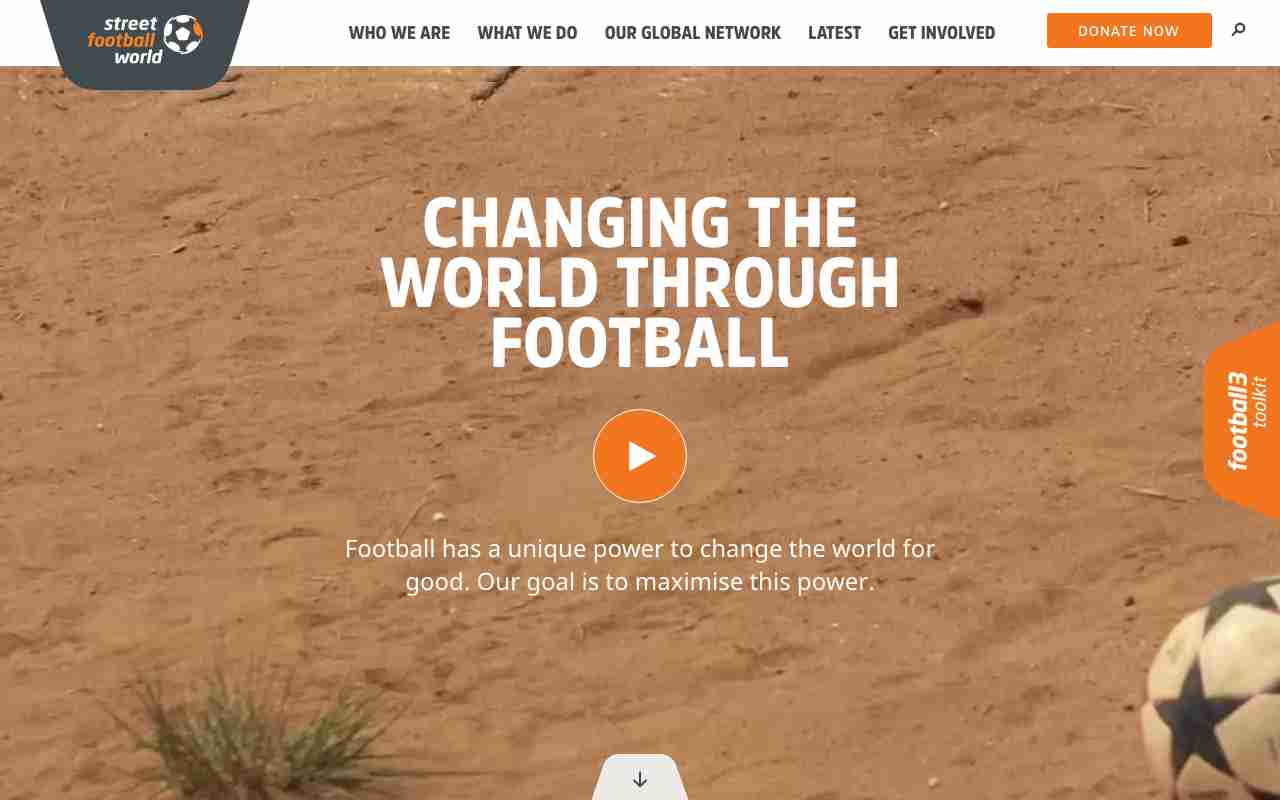 street
football
world
WHO WE ARE
WHAT WE DO
OUR GLOBAL NETWORK
LATEST
GET INVOLVED
DONATE NOW
CHANGING THE
WORLD THROUGH
FOOTBALL
football3
toolkit
Football has a unique power to change the world for
good. Our goal is to maximise this power.